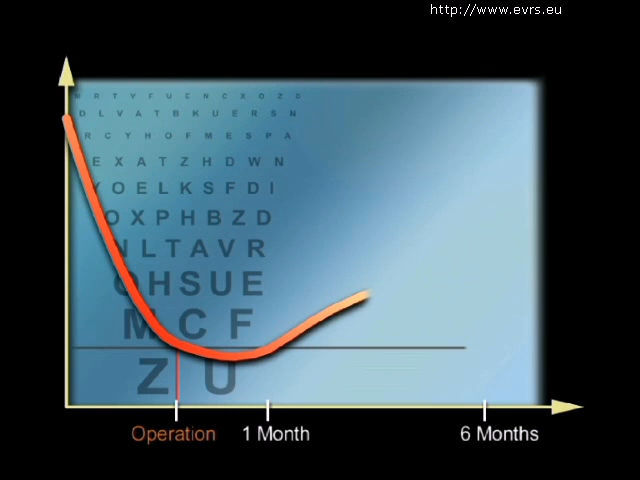 http://www.evrs.eu
R T Y F U E N C X O Z D
D L V A T B K U E R S N
R C Y H O F M E S P A
E X A T Z H D W N
Y O E L K S F D I
O X P H B Z D
N L T A V R
O H S U E
M C F
Z U
Operation 1 Month 6 Months